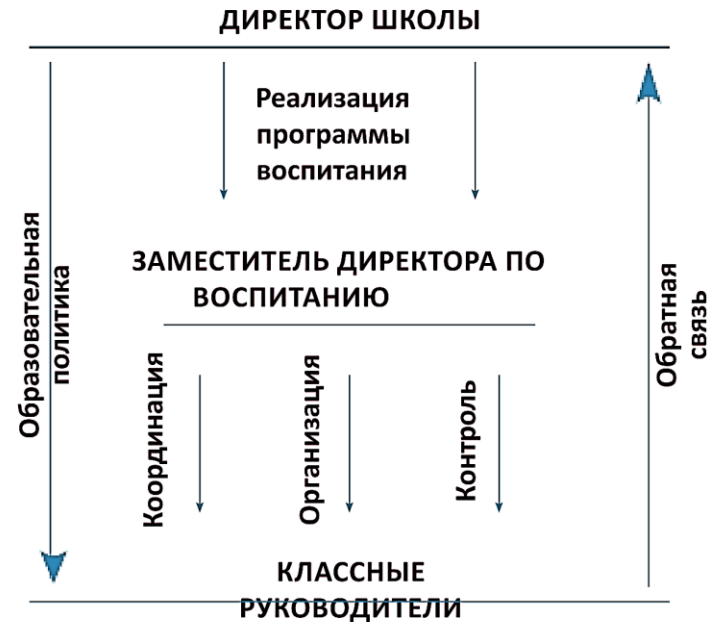 ДИРЕКТОР ШКОЛЫ
Реализация
программы
воспитания
Образовательная
политика
ЗАМЕСТИТЕЛЬ ДИРЕКТОРА ПО
ВОСПИТАНИЮ
Обратная
связь
Координация
Организация
Контроль
КЛАССНЫЕ
РУКОВОДИТЕЛИ